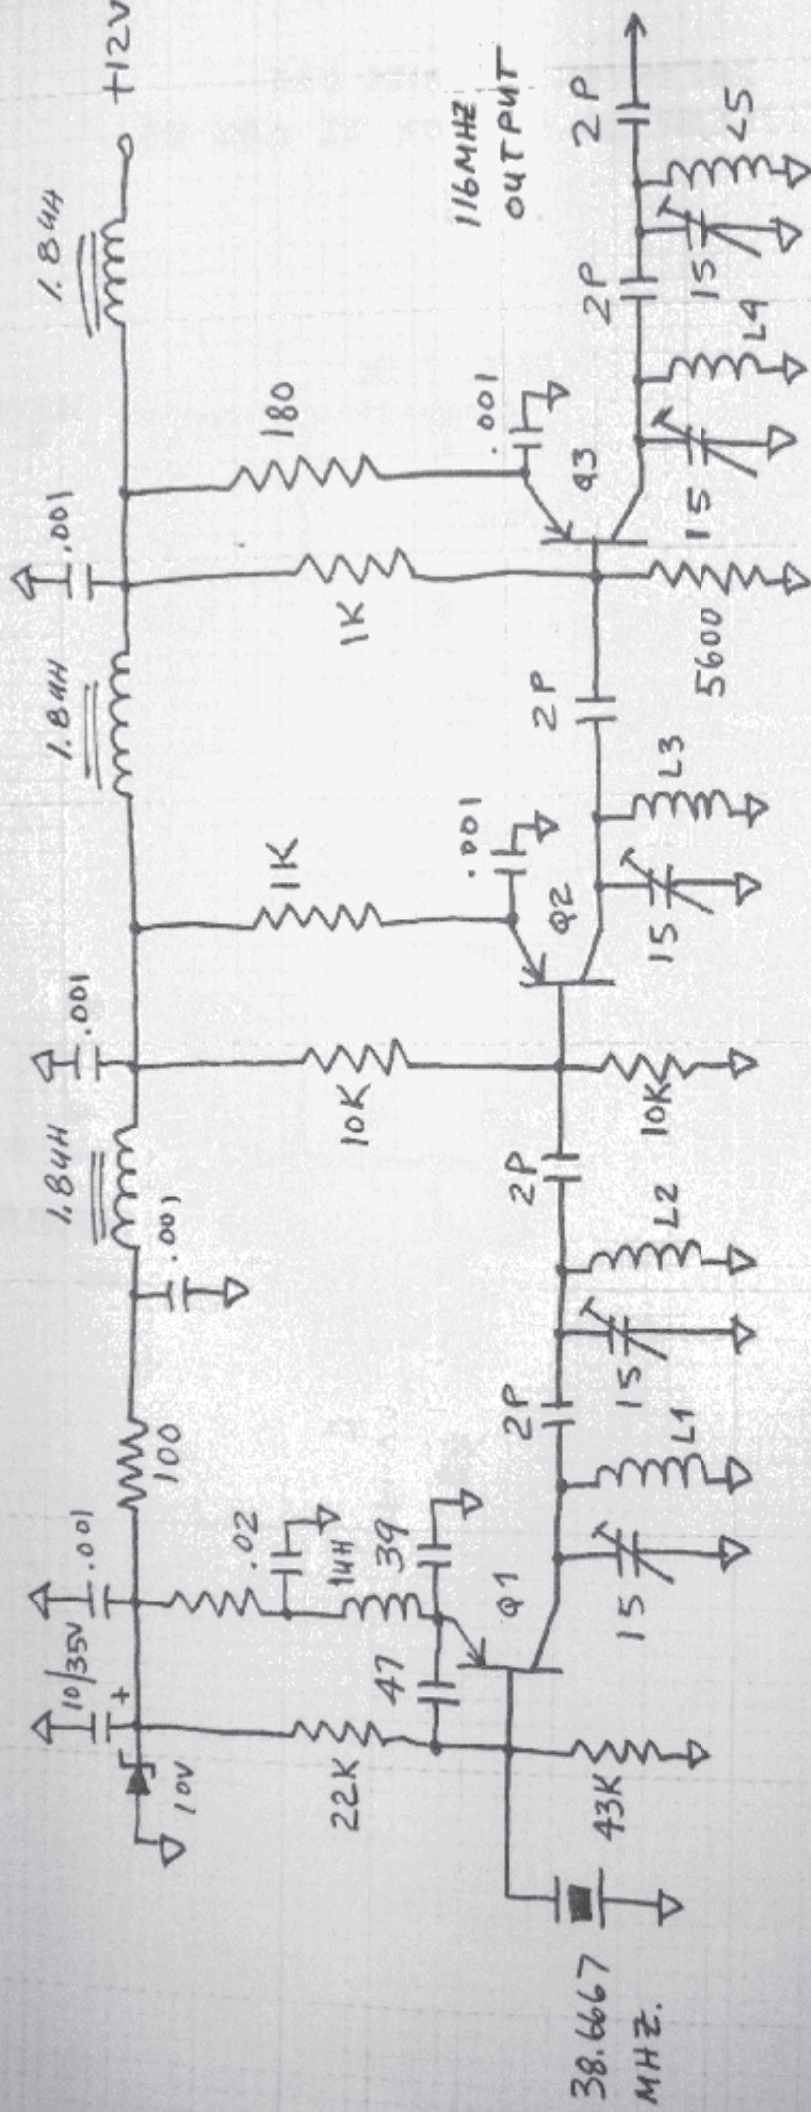 10/35V
+
.001
.001
.001
1.8UH
1.8UH
1.8UH
+12V
10V
100
.001
.02
1UH
22K
47
39
Q1
10K
1K
.001
Q2
1K
180
.001
Q3
116MHZ
OUTPUT
2P
2P
2P
2P
2P
38.6667
MHZ.
43K
15
L1
15
L2
10K
15
L3
5600
15
L4
15
L5